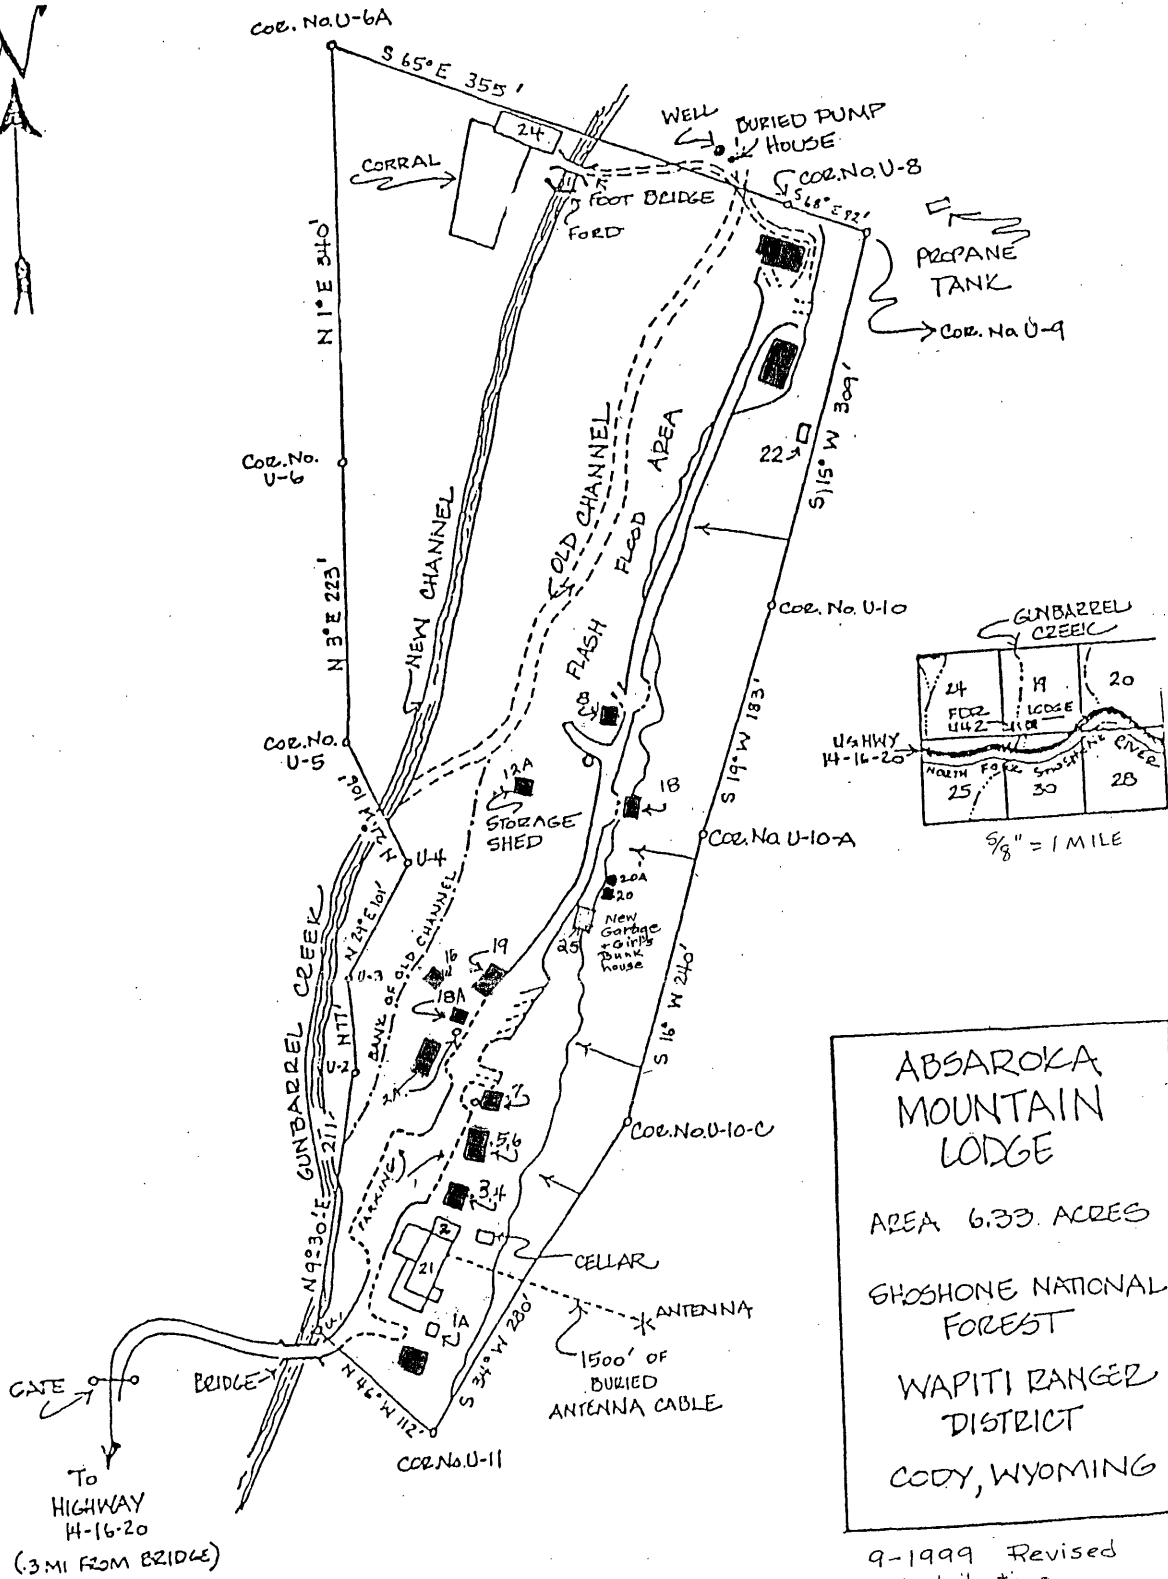 N
COR. No. U-6A
S 65° E 355'
WELL
BURIED PUMP
HOUSE
24
CORRAL
COR. No. U-8
FOOT BRIDGE
FORD
S 68° E 92'
PROPANE
TANK
COR. No U-9
N 1° E 340'
S 15° W 309'
22
COR. No.
U-6
OLD CHANNEL
FLASH FLOOD AREA
NEW CHANNEL
N 3° E 223'
COR. No. U-10
GUNBARREL
CREEK
24
19
20
FDR
442
LODGE
US HWY
14-16-20
NORTH FORK SHOSHONE RIVER
25
30
28
5/8" = 1 MILE
8
S 19° W 183'
COR. No.
U-5
12A
STORAGE
SHED
18
COR. No. U-10-A
U-4
N 24° E 101'
20A
20
New
Garage
+ Girl's
Bunk
house
25
BANK OF OLD CHANNEL
GUNBARREL CREEK
U-3
16
19
18A
S 16° W 240'
N 77'
U-2
2A
7
5,6
COR. No. U-10-C
3,4
PARKING
N 9°30' E 211'
2
21
CELLAR
ANTENNA
1A
1500' OF
BURIED
ANTENNA CABLE
S 34° W 280'
U-1
N 46° W 112'
COR No. U-11
BRIDGE
GATE
To
HIGHWAY
14-16-20
(.3 MI FROM BRIDGE)
ABSAROKA
MOUNTAIN
LODGE
AREA 6.33 ACRES
SHOSHONE NATIONAL
FOREST
WAPITI RANGER
DISTRICT
CODY, WYOMING
9-1999 Revised